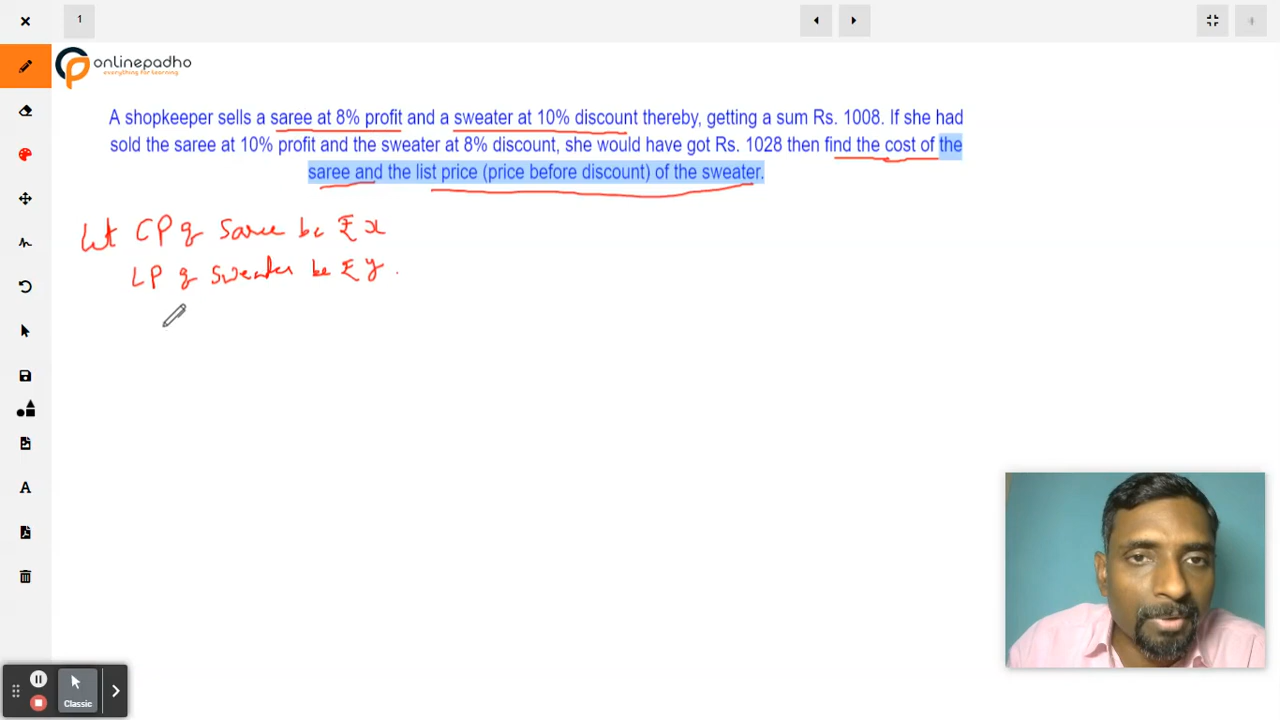 1
onlinepadho
everything for learning
A shopkeeper sells a saree at 8% profit and a sweater at 10% discount thereby, getting a sum Rs. 1008. If she had
sold the saree at 10% profit and the sweater at 8% discount, she would have got Rs. 1028 then find the cost of the
saree and the list price (price before discount) of the sweater.
Let CP of Saree be ₹ x
LP of Sweater be ₹ y.
A
Classic